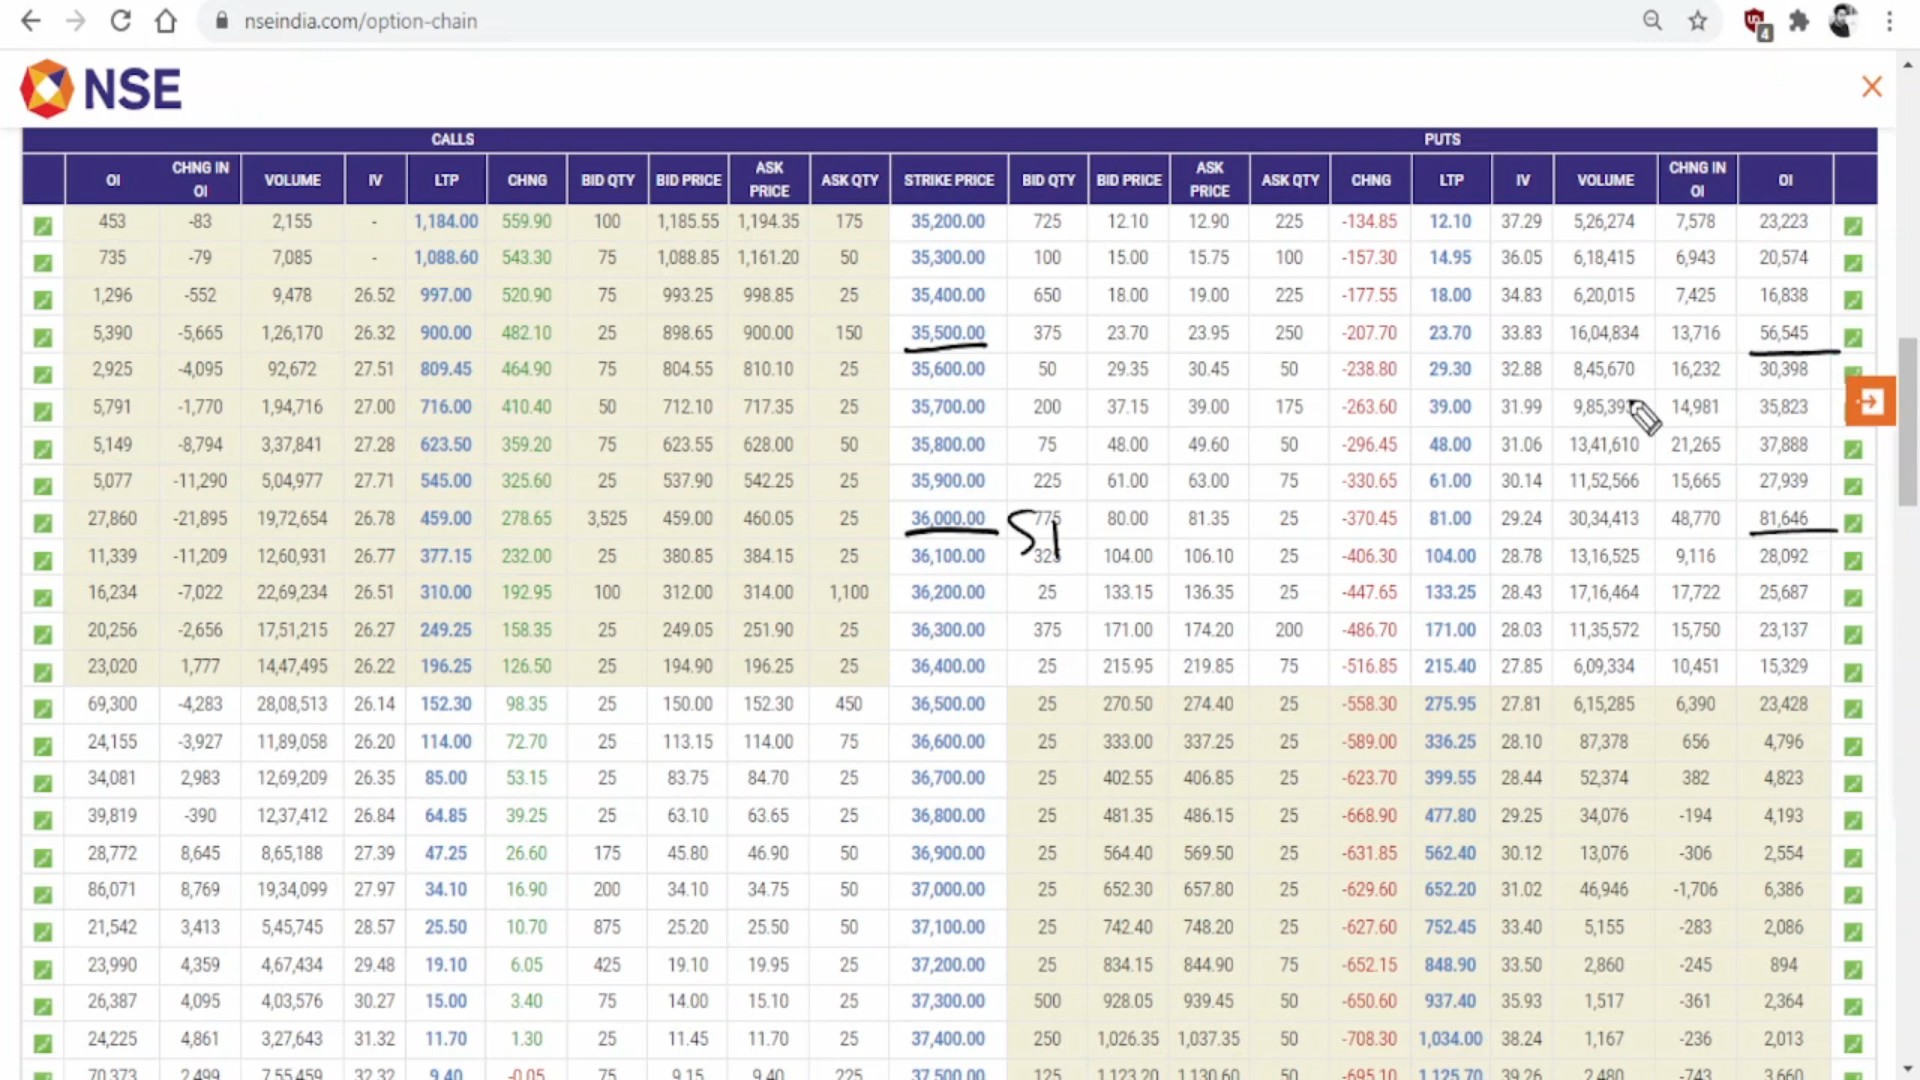 nseindia.com/option-chain
4
NSE
CALLS PUTS
OI CHNG IN OI VOLUME IV LTP CHNG BID QTY BID PRICE ASK PRICE ASK QTY STRIKE PRICE BID QTY BID PRICE ASK PRICE ASK QTY CHNG LTP IV VOLUME CHNG IN OI OI
453 -83 2,155 - 1,184.00 559.90 100 1,185.55 1,194.35 175 35,200.00 725 12.10 12.90 225 -134.85 12.10 37.29 5,26,274 7,578 23,223
735 -79 7,085 - 1,088.60 543.30 75 1,088.85 1,161.20 50 35,300.00 100 15.00 15.75 100 -157.30 14.95 36.05 6,18,415 6,943 20,574
1,296 -552 9,478 26.52 997.00 520.90 75 993.25 998.85 25 35,400.00 650 18.00 19.00 225 -177.55 18.00 34.83 6,20,015 7,425 16,838
5,390 -5,665 1,26,170 26.32 900.00 482.10 25 898.65 900.00 150 35,500.00 375 23.70 23.95 250 -207.70 23.70 33.83 16,04,834 13,716 56,545
2,925 -4,095 92,672 27.51 809.45 464.90 75 804.55 810.10 25 35,600.00 50 29.35 30.45 50 -238.80 29.30 32.88 8,45,670 16,232 30,398
5,791 -1,770 1,94,716 27.00 716.00 410.40 50 712.10 717.35 25 35,700.00 200 37.15 39.00 175 -263.60 39.00 31.99 14,981 35,823
5,149 -8,794 3,37,841 27.28 623.50 359.20 75 623.55 628.00 50 35,800.00 75 48.00 49.60 50 -296.45 48.00 31.06 13,41,610 21,265 37,888
5,077 -11,290 5,04,977 27.71 545.00 325.60 25 537.90 542.25 25 35,900.00 225 61.00 63.00 75 -330.65 61.00 30.14 11,52,566 15,665 27,939
27,860 -21,895 19,72,654 26.78 459.00 278.65 3,525 459.00 460.05 25 36,000.00 S1 775 80.00 81.35 25 -370.45 81.00 29.24 30,34,413 48,770 81,646
11,339 -11,209 12,60,931 26.77 377.15 232.00 25 380.85 384.15 25 36,100.00 104.00 106.10 25 -406.30 104.00 28.78 13,16,525 9,116 28,092
16,234 -7,022 22,69,234 26.51 310.00 192.95 100 312.00 314.00 1,100 36,200.00 25 133.15 136.35 25 -447.65 133.25 28.43 17,16,464 17,722 25,687
20,256 -2,656 17,51,215 26.27 249.25 158.35 25 249.05 251.90 25 36,300.00 375 171.00 174.20 200 -486.70 171.00 28.03 11,35,572 15,750 23,137
23,020 1,777 14,47,495 26.22 196.25 126.50 25 194.90 196.25 25 36,400.00 25 215.95 219.85 75 -516.85 215.40 27.85 6,09,334 10,451 15,329
69,300 -4,283 28,08,513 26.14 152.30 98.35 25 150.00 152.30 450 36,500.00 25 270.50 274.40 25 -558.30 275.95 27.81 6,15,285 6,390 23,428
24,155 -3,927 11,89,058 26.20 114.00 72.70 25 113.15 114.00 75 36,600.00 25 333.00 337.25 25 -589.00 336.25 28.10 87,378 656 4,796
34,081 2,983 12,69,209 26.35 85.00 53.15 25 83.75 84.70 25 36,700.00 25 402.55 406.85 25 -623.70 399.55 28.44 52,374 382 4,823
39,819 -390 12,37,412 26.84 64.85 39.25 25 63.10 63.65 25 36,800.00 25 481.35 486.15 25 -668.90 477.80 29.25 34,076 -194 4,193
28,772 8,645 8,65,188 27.39 47.25 26.60 175 45.80 46.90 50 36,900.00 25 564.40 569.50 25 -631.85 562.40 30.12 13,076 -306 2,554
86,071 8,769 19,34,099 27.97 34.10 16.90 200 34.10 34.75 50 37,000.00 25 652.30 657.80 25 -629.60 652.20 31.02 46,946 -1,706 6,386
21,542 3,413 5,45,745 28.57 25.50 10.70 875 25.20 25.50 50 37,100.00 25 742.40 748.20 25 -627.60 752.45 33.40 5,155 -283 2,086
23,990 4,359 4,67,434 29.48 19.10 6.05 425 19.10 19.95 25 37,200.00 25 834.15 844.90 75 -652.15 848.90 33.50 2,860 -245 894
26,387 4,095 4,03,576 30.27 15.00 3.40 75 14.00 15.10 25 37,300.00 500 928.05 939.45 50 -650.60 937.40 35.93 1,517 -361 2,364
24,225 4,861 3,27,643 31.32 11.70 1.30 25 11.45 11.70 25 37,400.00 250 1,026.35 1,037.35 50 -708.30 1,034.00 38.24 1,167 -236 2,013
70,373 2,499 7,55,459 32.32 9.40 -0.05 75 9.15 9.40 225 37,500.00 125 1,123.20 1,130.60 50 -695.10 1,125.70 39.26 2,480 -743 3,660